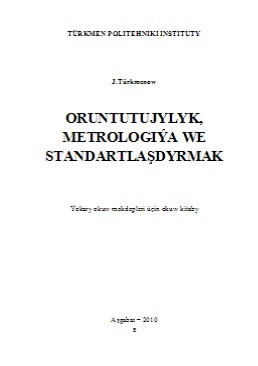 TÜRKMEN POLITEHNIKI INSTITUTY
J.Türkmenow
ORUNTUTUJYLYK,
METROLOGIÝA WE
STANDARTLAŞDYRMAK
Ýokary okuw mekdepleri üçin okuw kitaby
Aşgabat – 2010